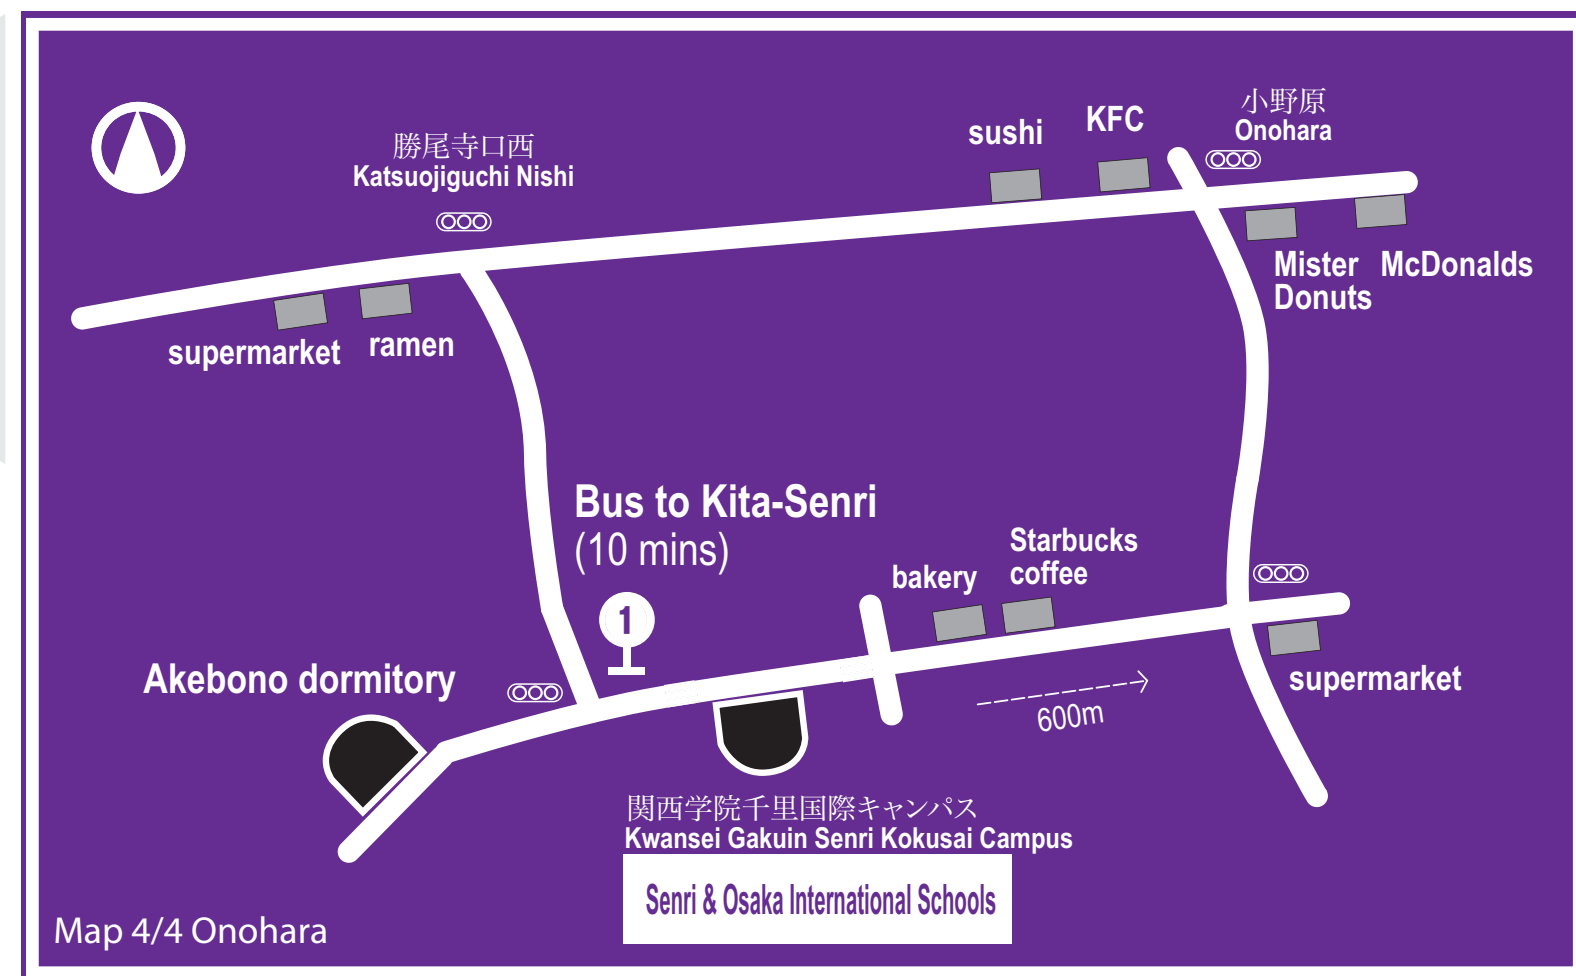 小野原
Onohara
KFC
sushi
勝尾寺口西
Katsuojiguchi Nishi
Mister
Donuts
McDonalds
supermarket
ramen
Bus to Kita-Senri
(10 mins)
1
Starbucks
coffee
bakery
Akebono dormitory
supermarket
600m
関西学院千里国際キャンパス
Kwansei Gakuin Senri Kokusai Campus
Senri & Osaka International Schools
Map 4/4 Onohara